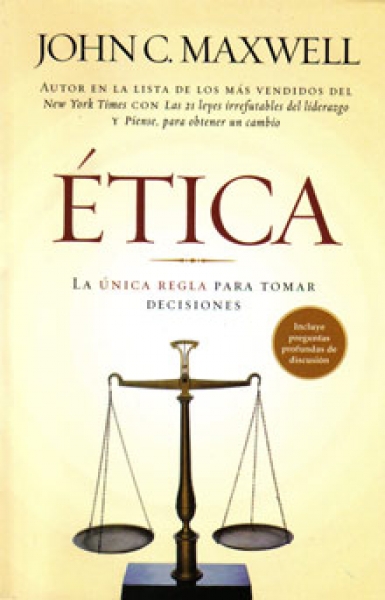 JOHN C. MAXWELL
AUTOR EN LA LISTA DE LOS MÁS VENDIDOS DEL
New York Times CON Las 21 leyes irrefutables del liderazgo
Y Piense, para obtener un cambio
ÉTICA
LA ÚNICA REGLA PARA TOMAR
DECISIONES
Incluye
preguntas
profundas de
discusión